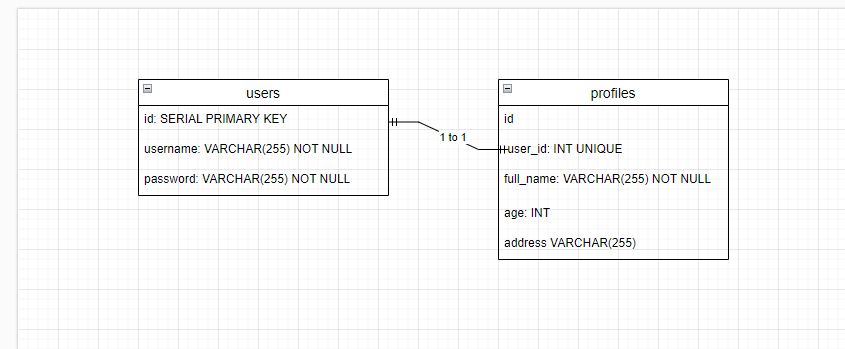 users
id: SERIAL PRIMARY KEY
username: VARCHAR(255) NOT NULL
password: VARCHAR(255) NOT NULL
1 to 1
profiles
id
user_id: INT UNIQUE
full_name: VARCHAR(255) NOT NULL
age: INT
address VARCHAR(255)